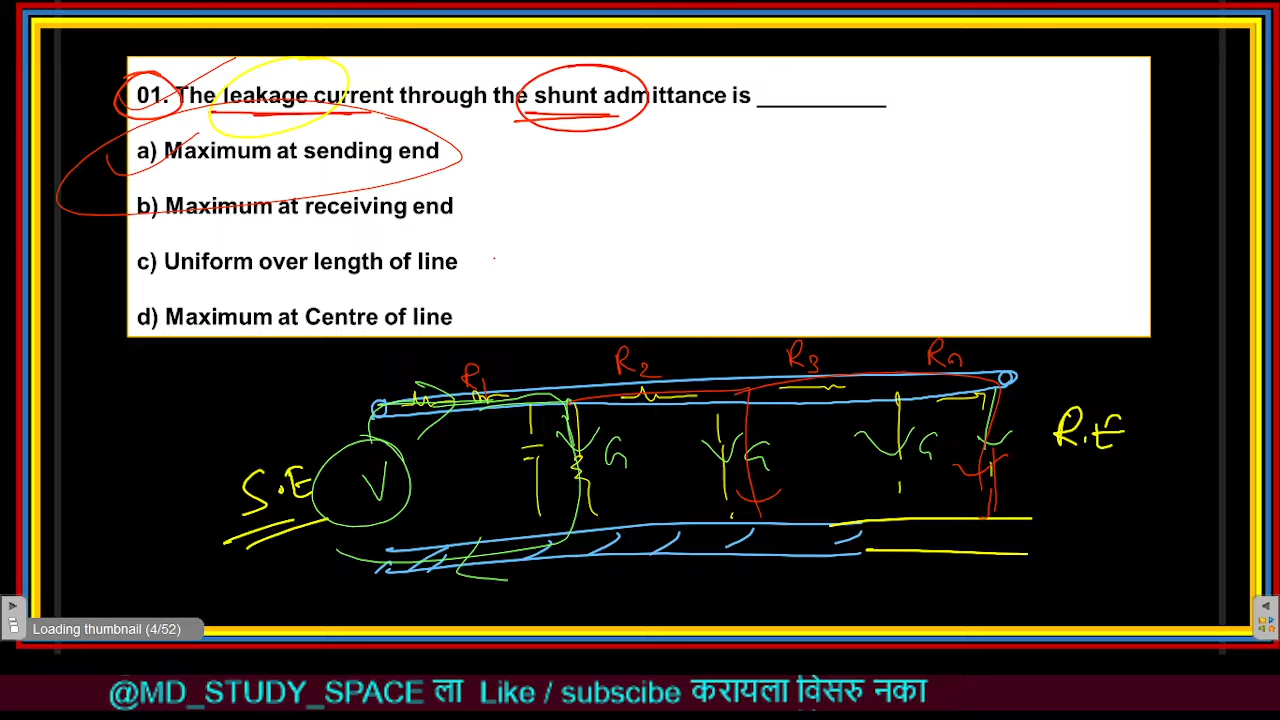 01. The leakage current through the shunt admittance is __________
a) Maximum at sending end
b) Maximum at receiving end
c) Uniform over length of line
d) Maximum at Centre of line
R1 R2 R3 Rn
G G G
S.E V R.E
Loading thumbnail (4/52)
@MD_STUDY_SPACE ला Like / subscibe करायला विसरु नका